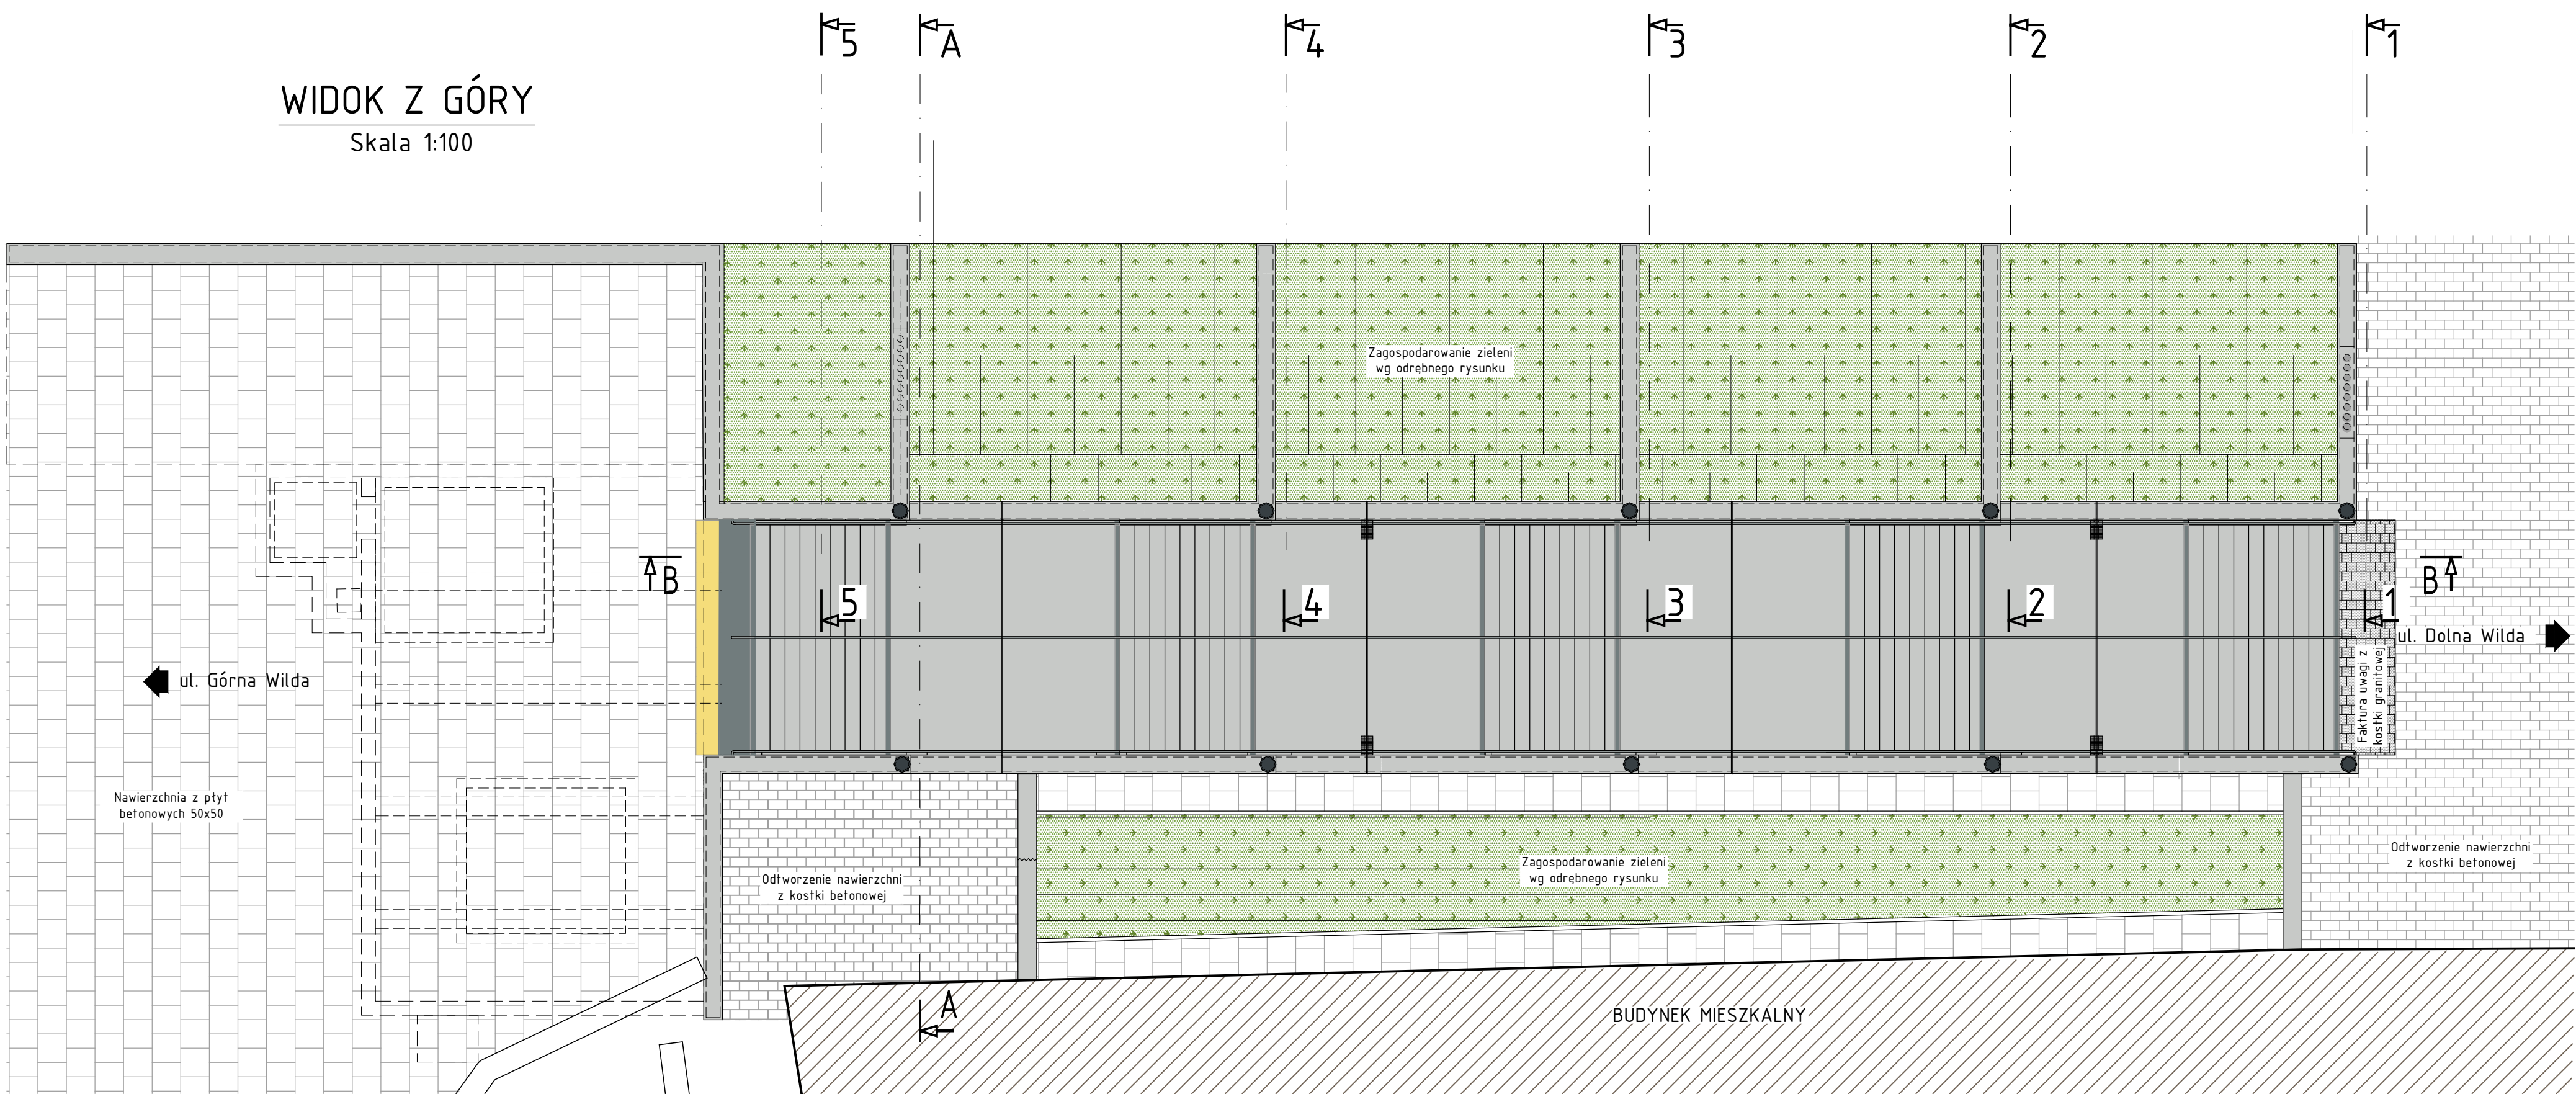 5
A
4
3
2
1
WIDOK Z GÓRY
Skala 1:100
Zagospodarowanie zieleni
wg odrębnego rysunku
B
5
4
3
2
1
B
ul. Górna Wilda
ul. Dolna Wilda
Faktura uwagi z
kostki granitowej
Nawierzchnia z płyt
betonowych 50x50
Odtworzenie nawierzchni
z kostki betonowej
Zagospodarowanie zieleni
wg odrębnego rysunku
Odtworzenie nawierzchni
z kostki betonowej
A
BUDYNEK MIESZKALNY